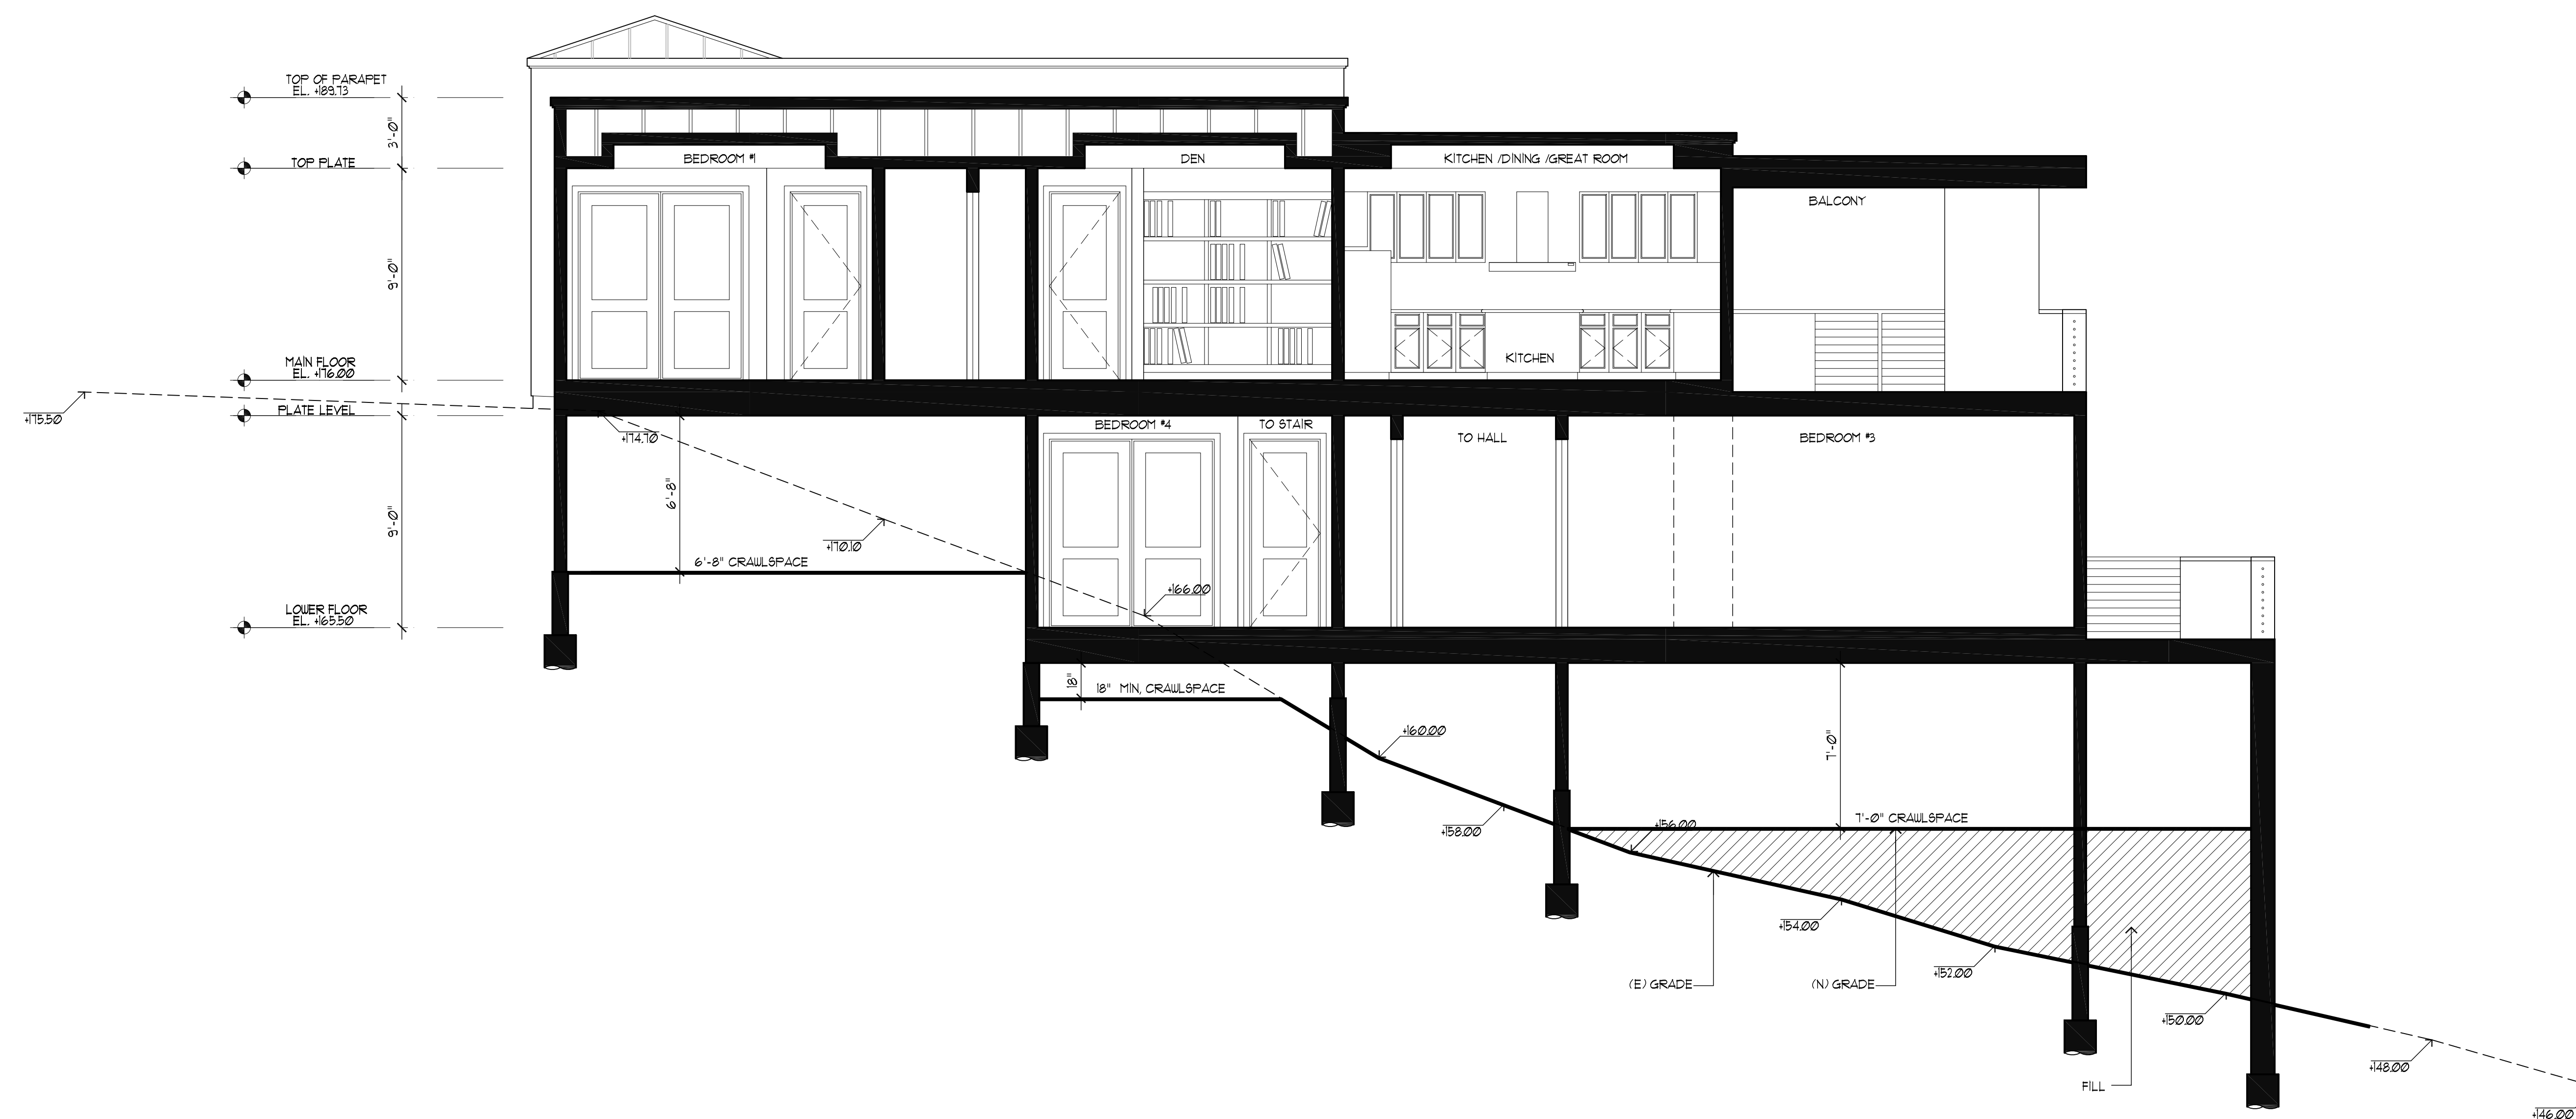 TOP OF PARAPET
EL. +189.73
3'-0"
TOP PLATE
BEDROOM #1
DEN
KITCHEN /DINING /GREAT ROOM
BALCONY
9'-0"
KITCHEN
MAIN FLOOR
EL. +176.00
+175.50
PLATE LEVEL
+174.70
BEDROOM #4
TO STAIR
TO HALL
BEDROOM #3
6'-8"
9'-0"
+170.10
6'-8" CRAWLSPACE
+166.00
LOWER FLOOR
EL. +165.50
18"
18" MIN, CRAWLSPACE
+160.00
7'-0"
7'-0" CRAWLSPACE
+158.00
+156.00
+154.00
+152.00
(E) GRADE
(N) GRADE
+150.00
+148.00
FILL
+146.00